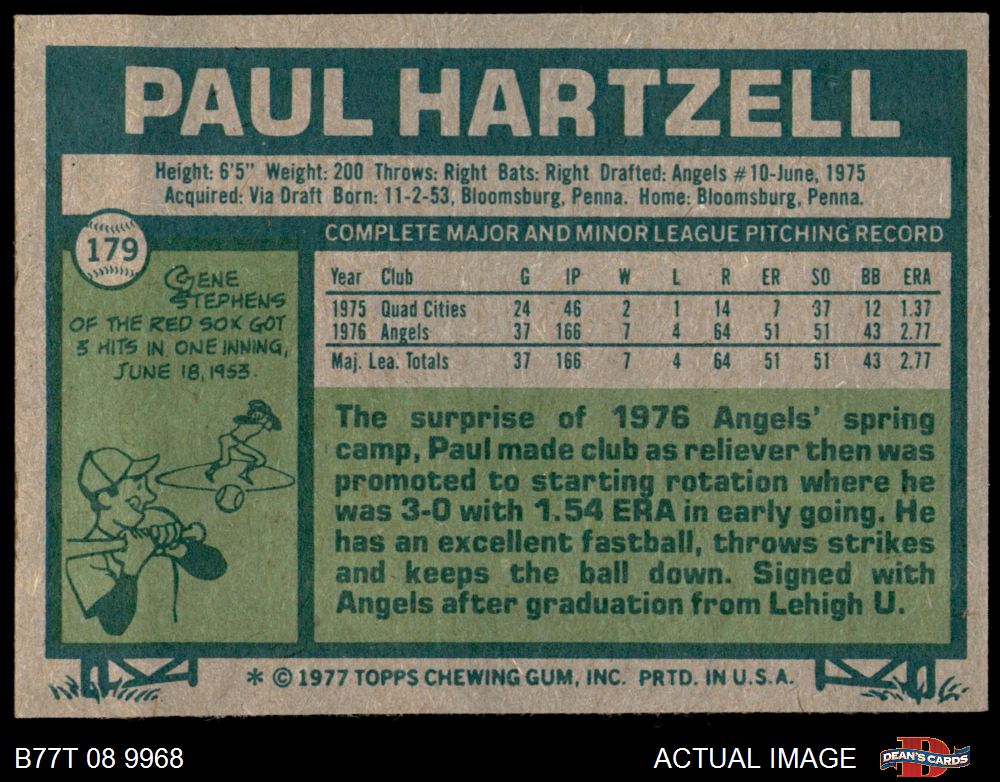 PAUL HARTZELL
Height: 6'5" Weight: 200 Throws: Right Bats: Right Drafted: Angels #10-June, 1975
Acquired: Via Draft Born: 11-2-53, Bloomsburg, Penna. Home: Bloomsburg, Penna.
179
GENE
STEPHENS
OF THE RED SOX GOT
3 HITS IN ONE INNING,
JUNE 18, 1953.
COMPLETE MAJOR AND MINOR LEAGUE PITCHING RECORD
Year Club G IP W L R ER SO BB ERA
1975 Quad Cities 24 46 2 1 14 7 37 12 1.37
1976 Angels 37 166 7 4 64 51 51 43 2.77
Maj. Lea. Totals 37 166 7 4 64 51 51 43 2.77
The surprise of 1976 Angels' spring
camp, Paul made club as reliever then was
promoted to starting rotation where he
was 3-0 with 1.54 ERA in early going. He
has an excellent fastball, throws strikes
and keeps the ball down. Signed with
Angels after graduation from Lehigh U.
* © 1977 TOPPS CHEWING GUM, INC. PRTD. IN U.S.A.
B77T 08 9968
ACTUAL IMAGE
DEAN'S CARDS